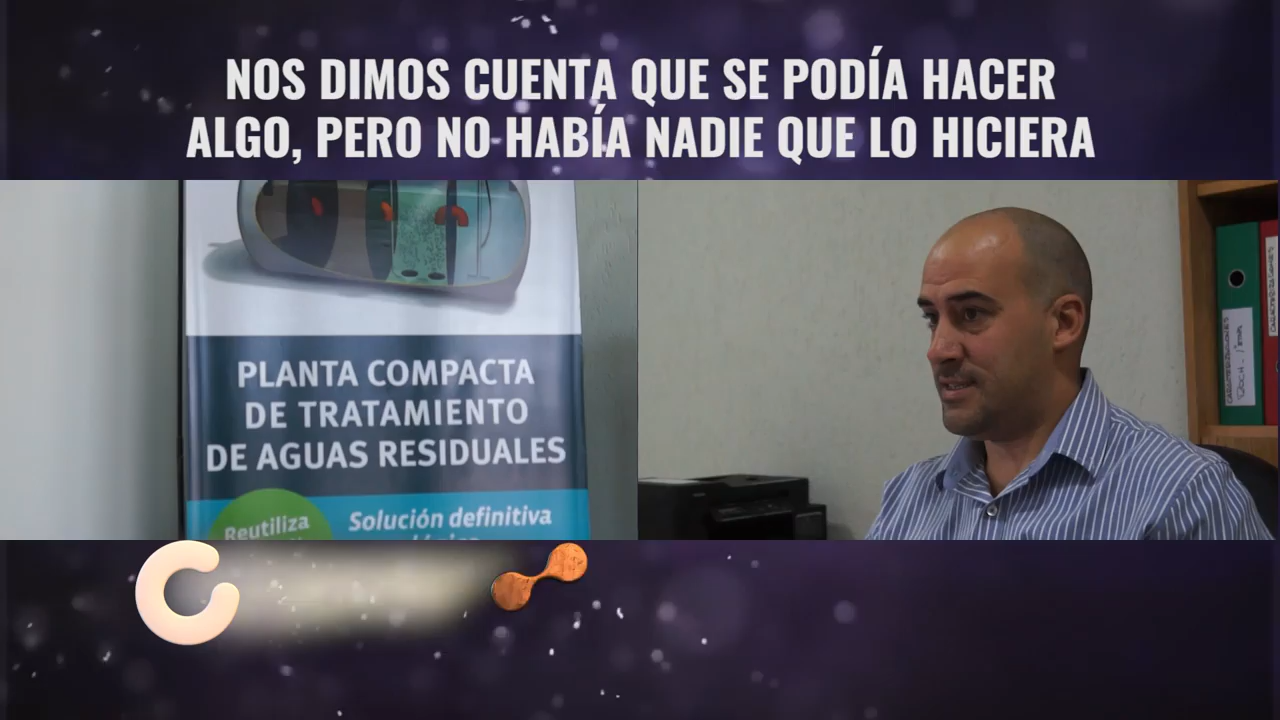 NOS DIMOS CUENTA QUE SE PODÍA HACER
ALGO, PERO NO HABÍA NADIE QUE LO HICIERA
PLANTA COMPACTA
DE TRATAMIENTO
DE AGUAS RESIDUALES
Reutiliza
Solución definitiva